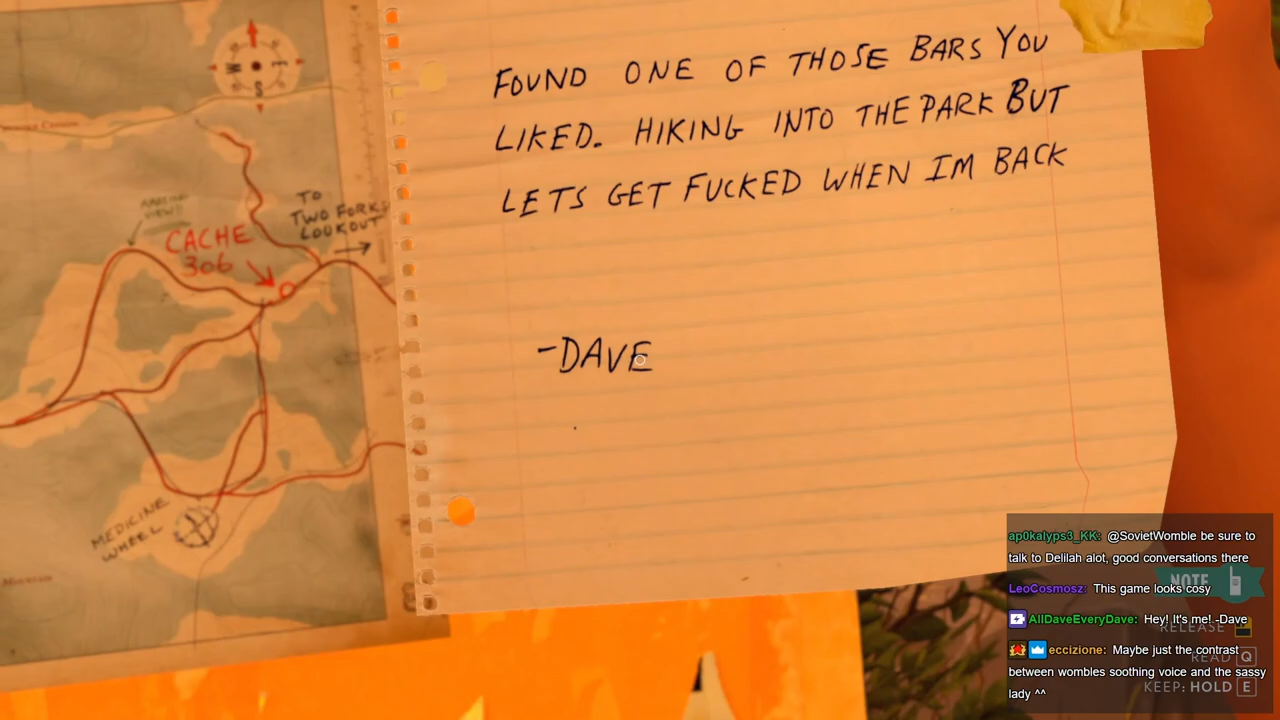 FOUND ONE OF THOSE BARS YOU
LIKED. HIKING INTO THE PARK BUT
LETS GET FUCKED WHEN IM BACK
-DAVE
AMAZING
VIEW!!
TO
TWO FORKS
LOOKOUT
CACHE
306
MEDICINE
WHEEL
E
S
ap0kalyps3_KK: @SovietWomble be sure to
talk to Delilah alot, good conversations there
LeoCosmosz: This game looks cosy
AllDaveEveryDave: Hey! It's me! -Dave
eccizione: Maybe just the contrast
between wombles soothing voice and the sassy
lady ^^
NOTE
RELEASE
READ Q
KEEP: HOLD E